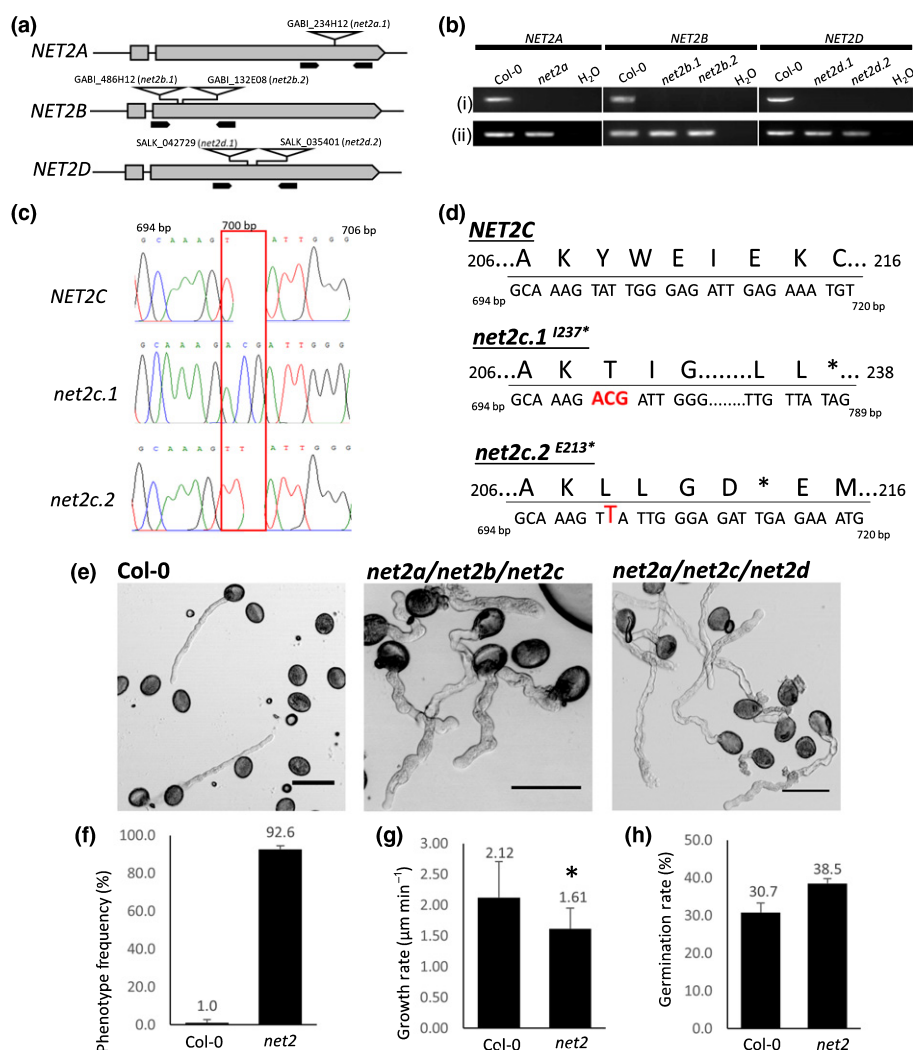 (a)
GABI_234H12 (net2a.1)
NET2A
GABI_486H12 (net2b.1) GABI_132E08 (net2b.2)
NET2B
SALK_042729 (net2d.1) SALK_035401 (net2d.2)
NET2D
(b)
NET2A NET2B NET2D
Col-0 net2a H2O Col-0 net2b.1 net2b.2 H2O Col-0 net2d.1 net2d.2 H2O
(i)
(ii)
(c)
694 bp 700 bp 706 bp
G C A A A G T A T T G G G
NET2C
G C A A A G A C G A T T G G G
net2c.1
G C A A A G T T A T T G G G
net2c.2
(d)
NET2C
206...A K Y W E I E K C... 216
GCA AAG TAT TGG GAG ATT GAG AAA TGT
694 bp 720 bp
net2c.1 I237*
206...A K T I G........L L *... 238
GCA AAG ACG ATT GGG........TTG TTA TAG
694 bp 789 bp
net2c.2 E213*
206...A K L L G D * E M...216
GCA AAG TTA TTG GGA GAT TGA GAA ATG
694 bp 720 bp
(e) Col-0 net2a/net2b/net2c net2a/net2c/net2d
(f)
Phenotype frequency (%)
100.0
80.0
60.0
40.0
20.0
0.0
1.0
92.6
Col-0 net2
(g)
Growth rate (µm min−1)
3.00
2.50
2.00
1.50
1.00
0.50
0.00
2.12
*
1.61
Col-0 net2
(h)
Germination rate (%)
50.0
40.0
30.0
20.0
10.0
0.0
30.7
38.5
Col-0 net2